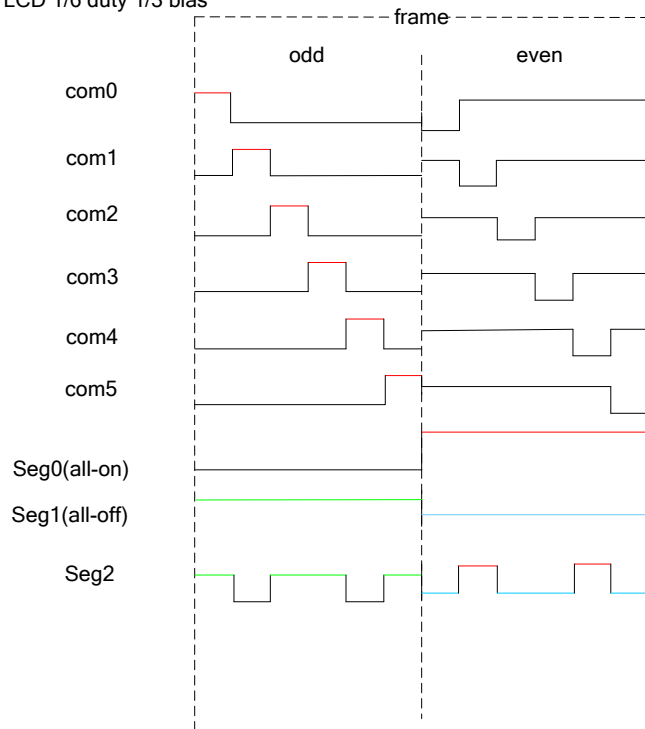 LCD 1/6 duty 1/3 bias
frame
odd
even
com0
com1
com2
com3
com4
com5
Seg0(all-on)
Seg1(all-off)
Seg2